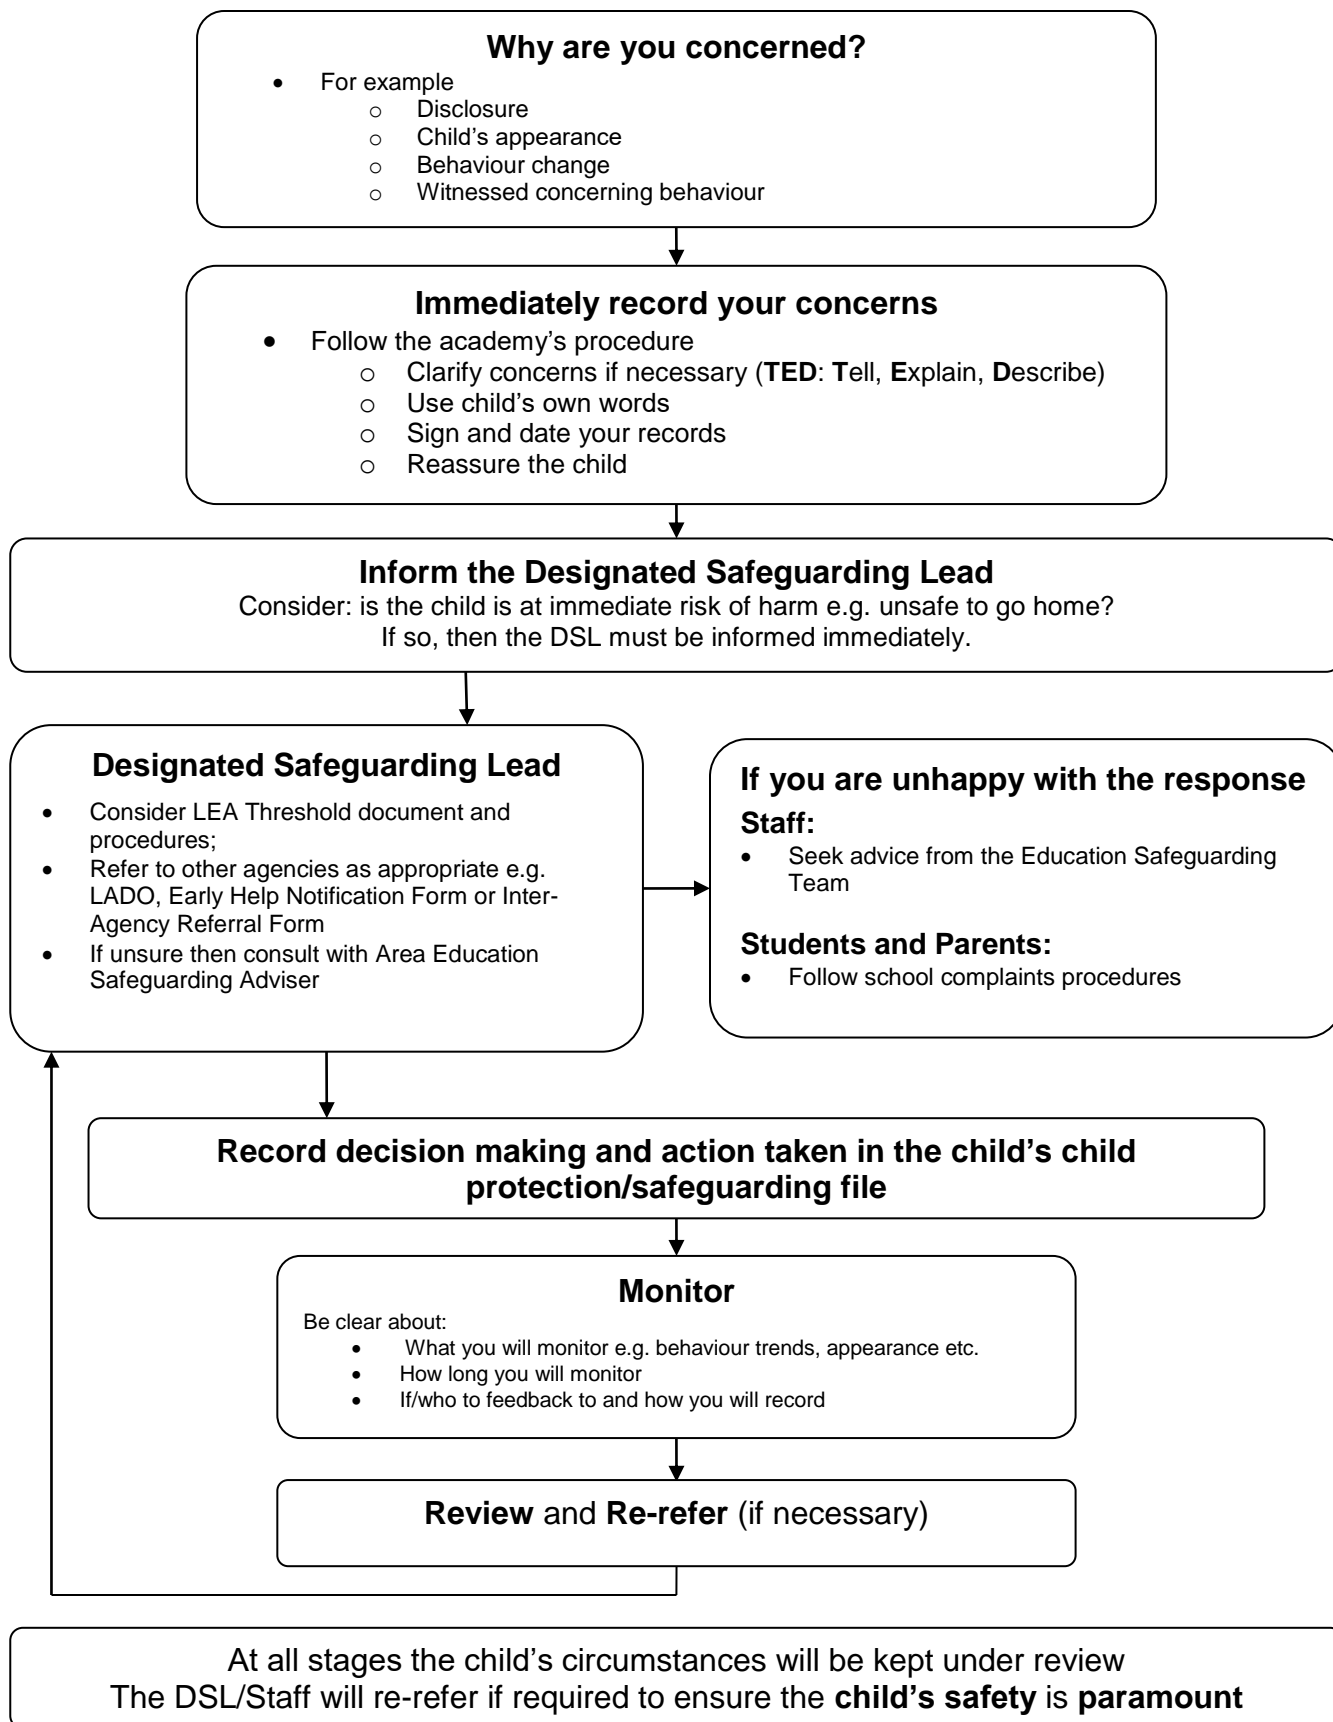 Why are you concerned?
• For example
o Disclosure
o Child’s appearance
o Behaviour change
o Witnessed concerning behaviour
Immediately record your concerns
• Follow the academy’s procedure
o Clarify concerns if necessary (TED: Tell, Explain, Describe)
o Use child’s own words
o Sign and date your records
o Reassure the child
Inform the Designated Safeguarding Lead
Consider: is the child is at immediate risk of harm e.g. unsafe to go home?
If so, then the DSL must be informed immediately.
Designated Safeguarding Lead
• Consider LEA Threshold document and
procedures;
• Refer to other agencies as appropriate e.g.
LADO, Early Help Notification Form or Inter-
Agency Referral Form
• If unsure then consult with Area Education
Safeguarding Adviser
If you are unhappy with the response
Staff:
• Seek advice from the Education Safeguarding
Team
Students and Parents:
• Follow school complaints procedures
Record decision making and action taken in the child’s child
protection/safeguarding file
Monitor
Be clear about:
• What you will monitor e.g. behaviour trends, appearance etc.
• How long you will monitor
• If/who to feedback to and how you will record
Review and Re-refer (if necessary)
At all stages the child’s circumstances will be kept under review
The DSL/Staff will re-refer if required to ensure the child’s safety is paramount